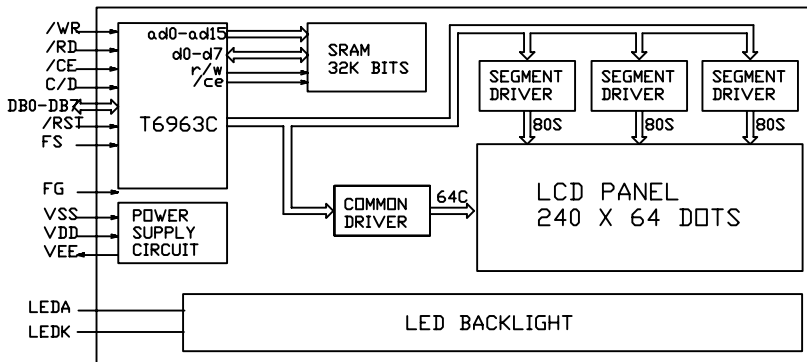 /WR
/RD
/CE
C/D
DB0-DB7
/RST
FS
FG
VSS
VDD
VEE
LEDA
LEDK
ad0-ad15
d0-d7
r/w
/ce
T6963C
SRAM
32K BITS
SEGMENT
DRIVER
SEGMENT
DRIVER
SEGMENT
DRIVER
80S
80S
80S
POWER
SUPPLY
CIRCUIT
COMMON
DRIVER
64C
LCD PANEL
240 X 64 DOTS
LED BACKLIGHT